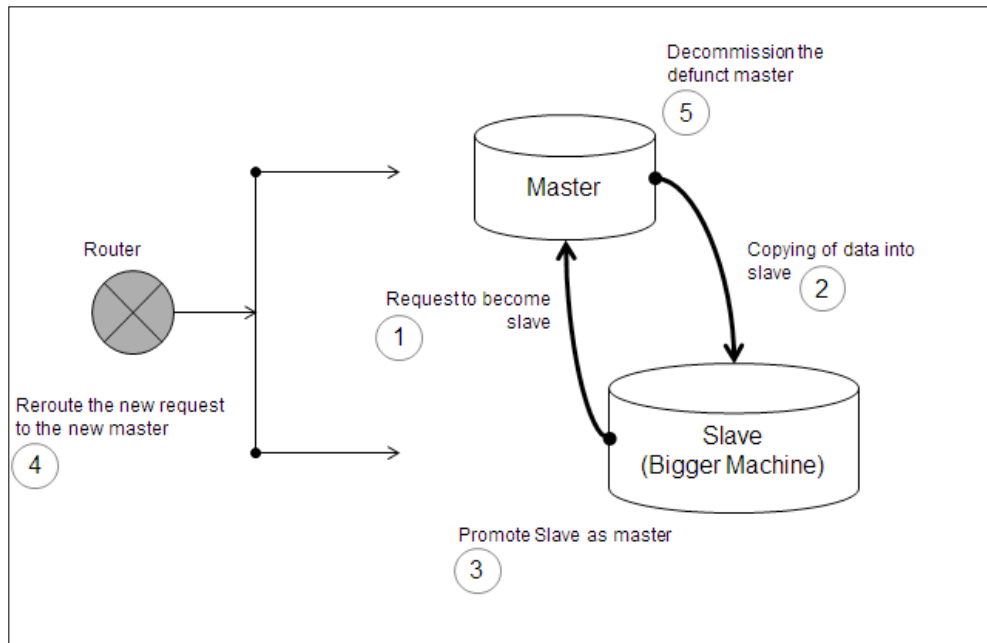 Decommission the
defunct master
5
Master
Router
Copying of data into
slave
2
Request to become
slave
1
Reroute the new request
to the new master
4
Slave
(Bigger Machine)
Promote Slave as master
3